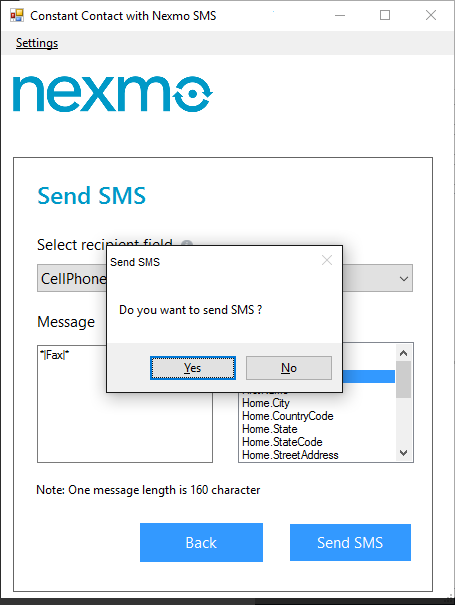 Constant Contact with Nexmo SMS
Settings
nexmo
Send SMS
Select recipient field
CellPhone
Send SMS
Do you want to send SMS ?
Yes
No
Message
*|Fax|*
Home.City
Home.CountryCode
Home.State
Home.StateCode
Home.StreetAddress
Note: One message length is 160 character
Back
Send SMS